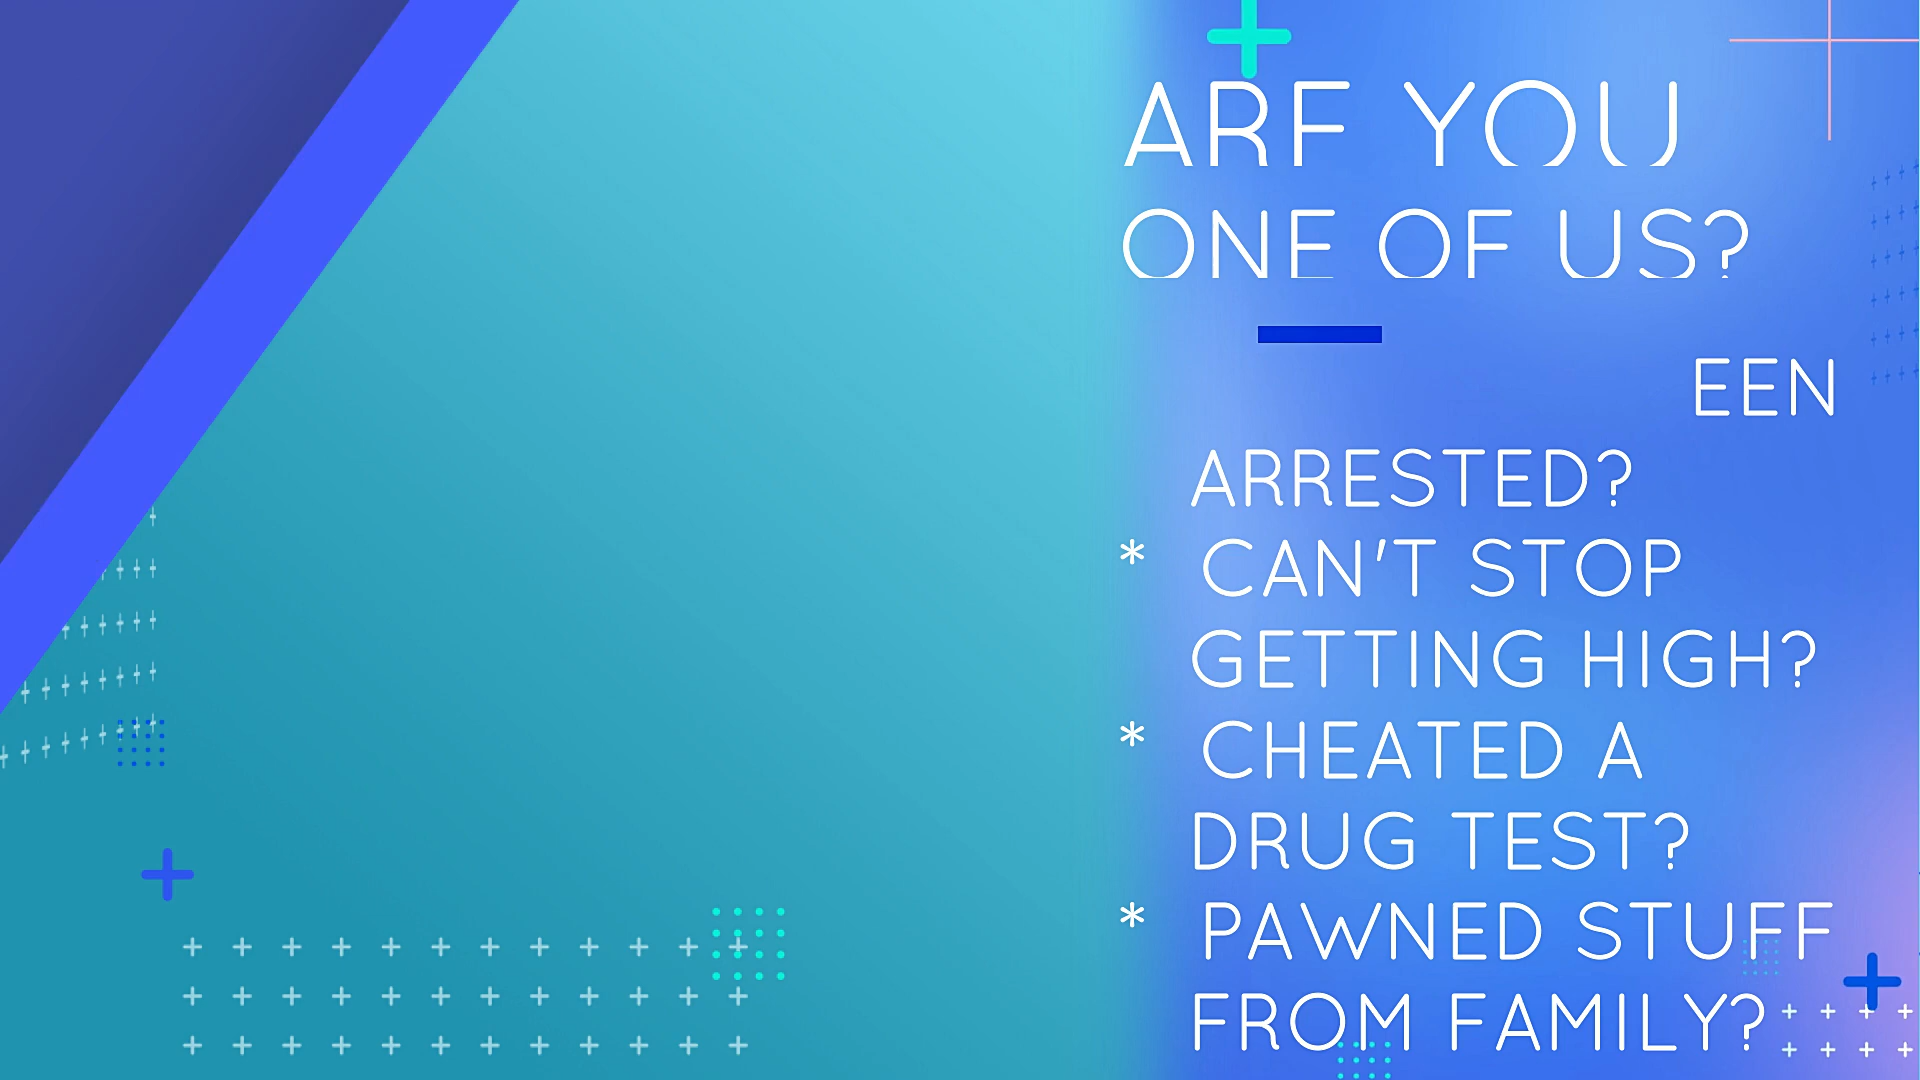 ARE YOU
ONE OF US?
EEN
ARRESTED?
* CAN'T STOP
GETTING HIGH?
* CHEATED A
DRUG TEST?
* PAWNED STUFF
FROM FAMILY?